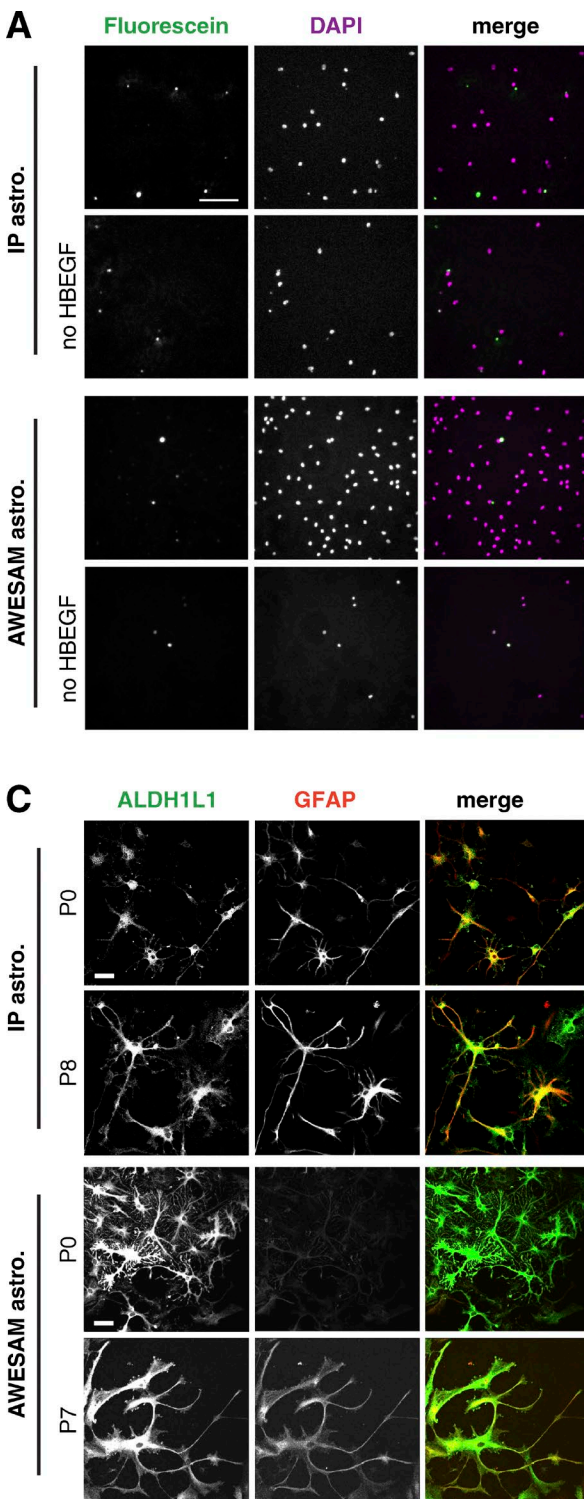 A
Fluorescein DAPI merge
IP astro.
no HBEGF
AWESAM astro.
no HBEGF
C
ALDH1L1 GFAP merge
IP astro.
P0
P8
AWESAM astro.
P0
P7